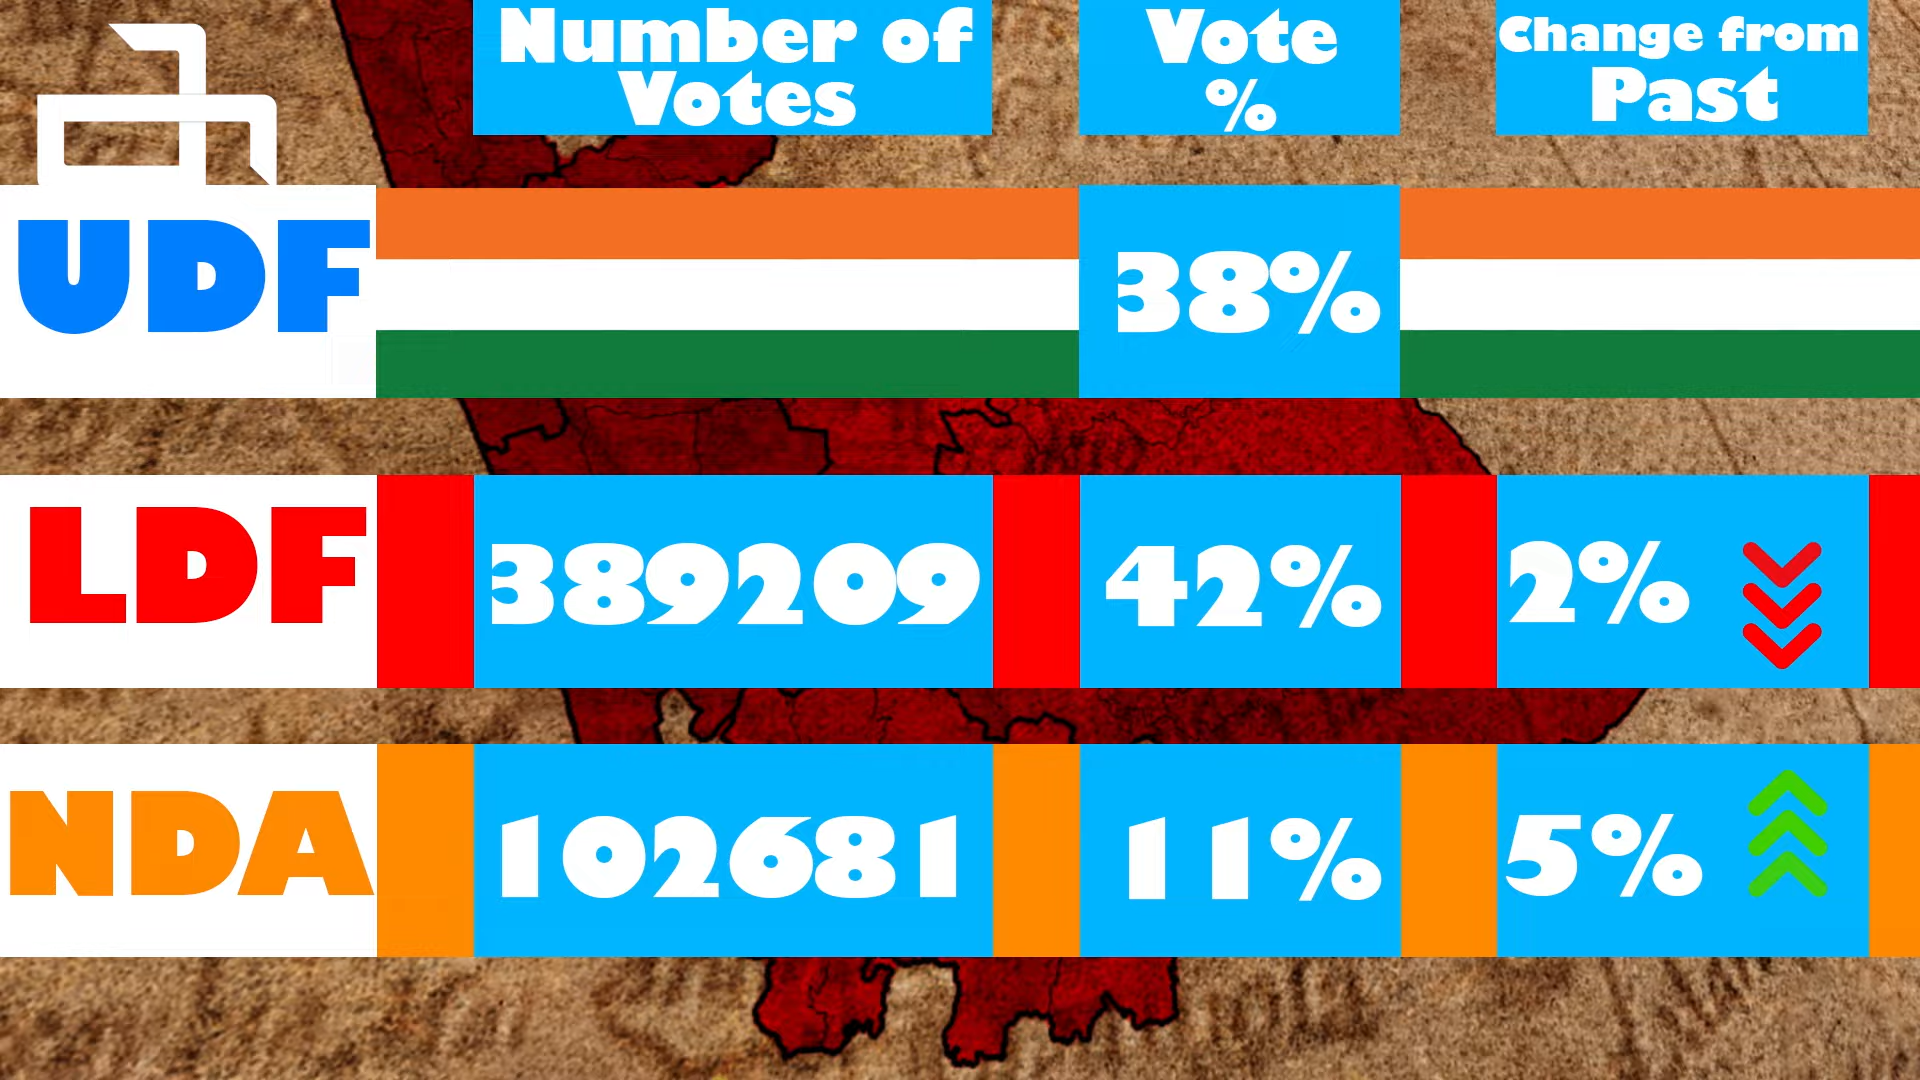 Number of
Votes
Vote
%
Change from
Past
UDF
38%
LDF
389209
42%
2%
NDA
102681
11%
5%